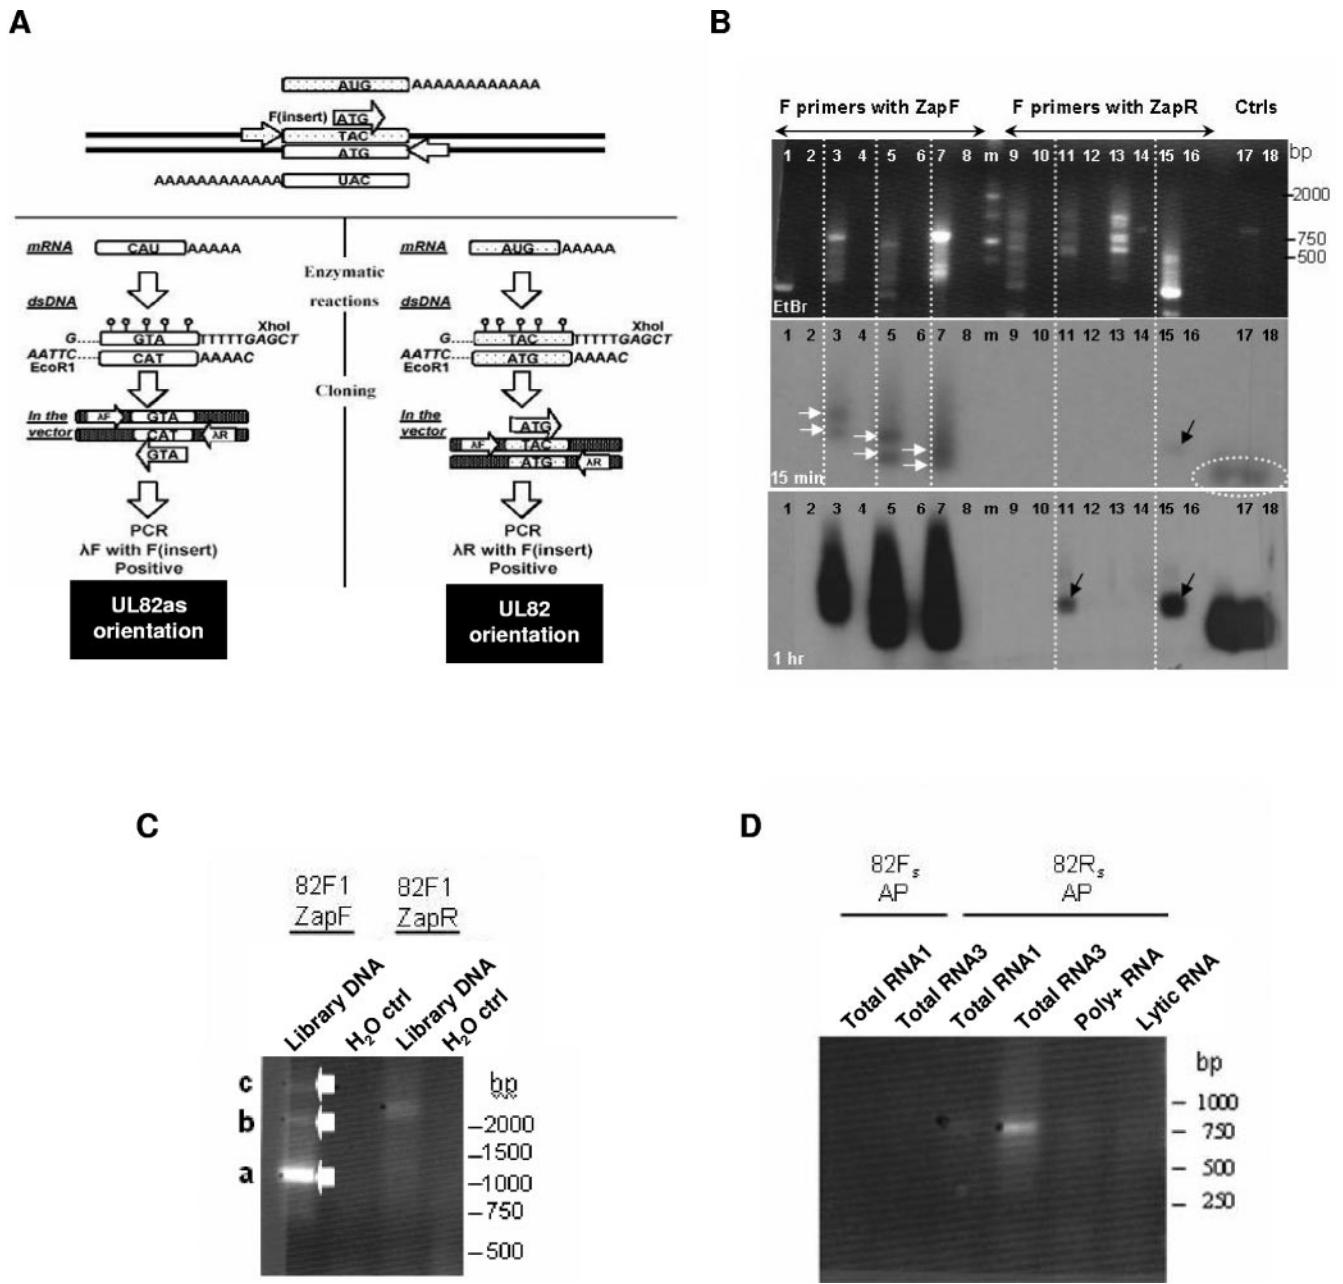 A
AUG AAAAAAAAAAAA
F(insert) ATG
TAC
ATG
AAAAAAAAAAAA UAC
mRNA CAU AAAAA
dsDNA
G GTA TTTTTGAGCT XhoI
AATTC CAT AAAAC
EcoR1
In the vector λF GTA
CAT λR
GTA
PCR
λF with F(insert)
Positive
UL82as
orientation
Enzymatic
reactions
Cloning
mRNA AUG AAAAA
dsDNA
G TAC TTTTTGAGCT XhoI
AATTC ATG AAAAC
EcoR1
In the vector ATG
λF TAC
ATG λR
PCR
λR with F(insert)
Positive
UL82
orientation
B
F primers with ZapF F primers with ZapR Ctrls
1 2 3 4 5 6 7 8 m 9 10 11 12 13 14 15 16 17 18 bp
2000
750
500
EtBr
1 2 3 4 5 6 7 8 m 9 10 11 12 13 14 15 16 17 18
15 min
1 2 3 4 5 6 7 8 m 9 10 11 12 13 14 15 16 17 18
1 hr
C
82F1 82F1
ZapF ZapR
Library DNA
H2O ctrl
Library DNA
H2O ctrl
c
b
a
bp
2000
1500
1000
750
500
D
82Fs 82Rs
AP AP
Total RNA1
Total RNA3
Total RNA1
Total RNA3
Poly+ RNA
Lytic RNA
bp
1000
750
500
250